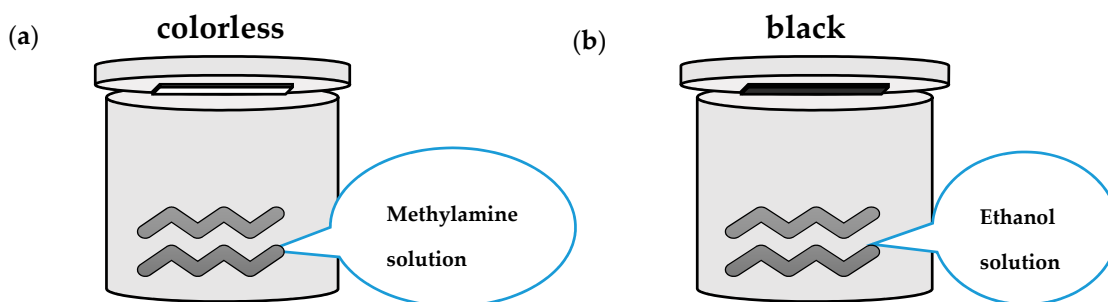 (a)
colorless
Methylamine
solution
(b)
black
Ethanol
solution